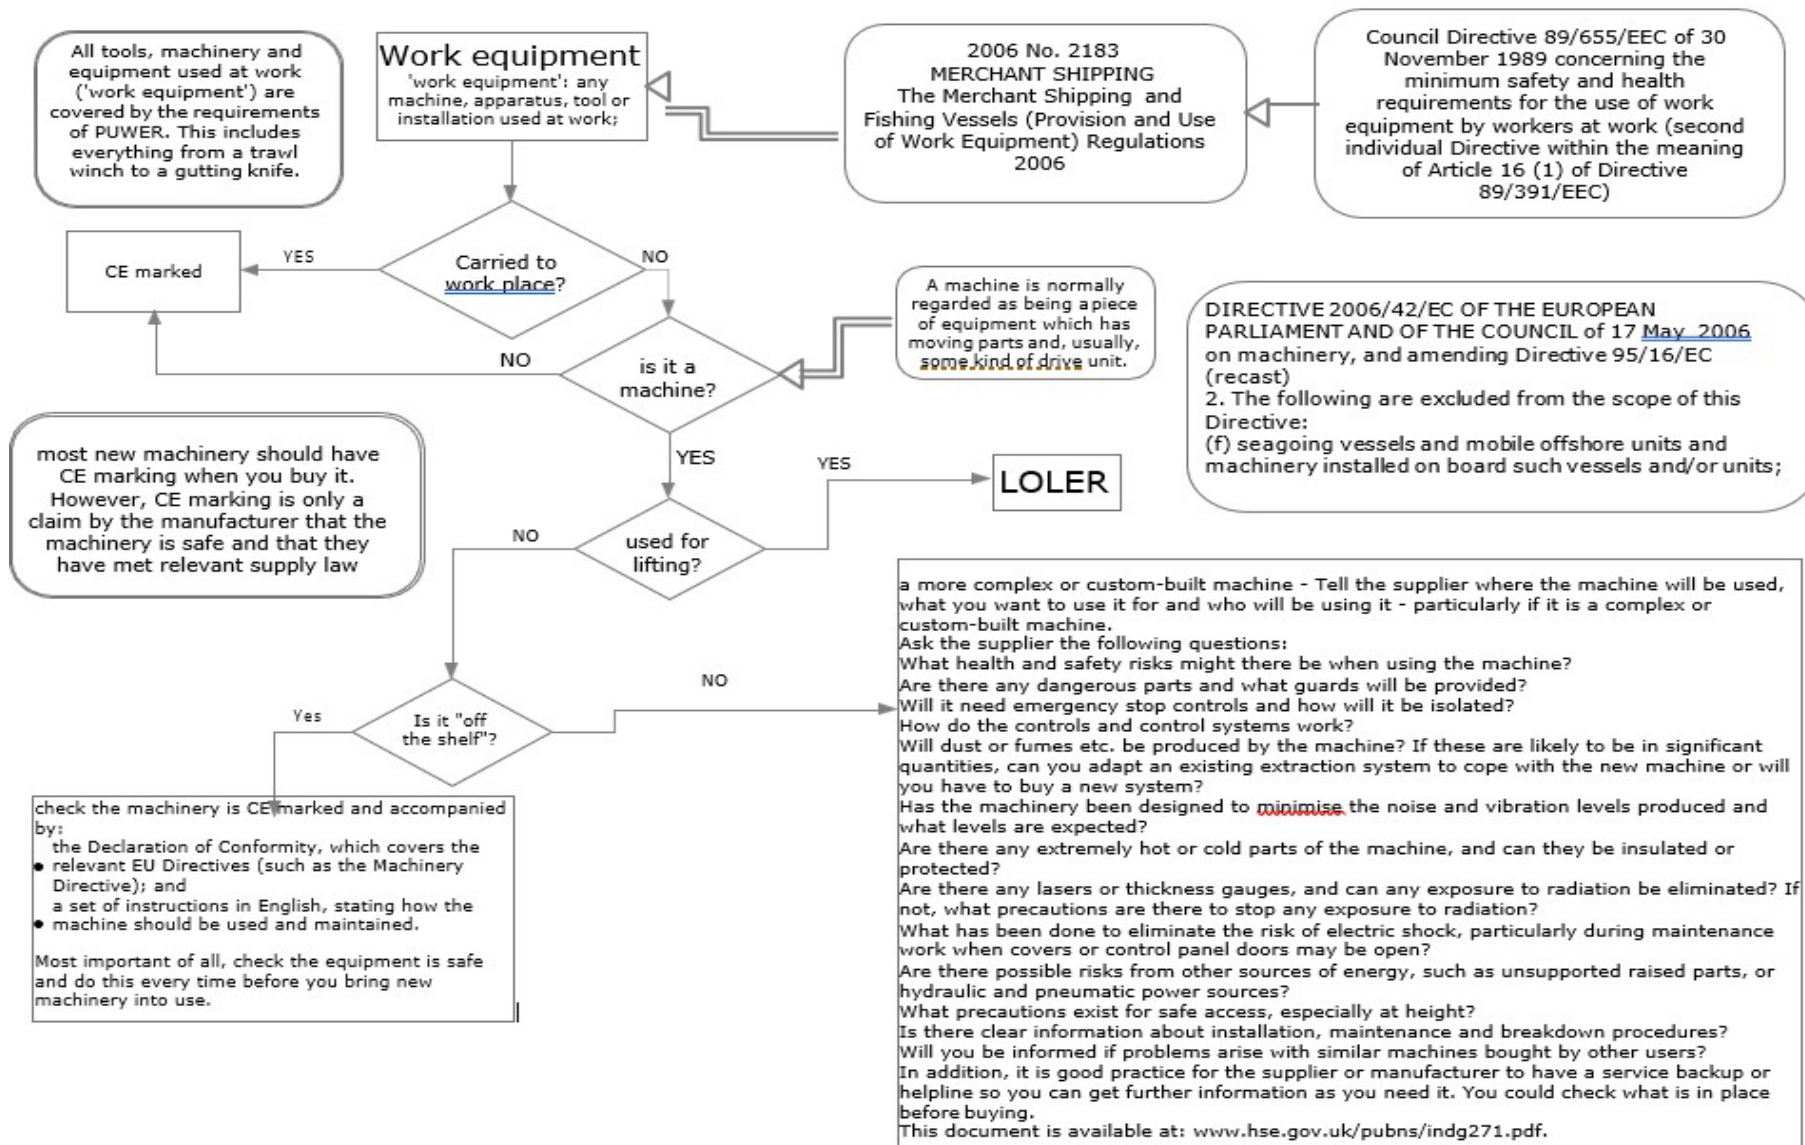 All tools, machinery and
equipment used at work
('work equipment') are
covered by the requirements
of PUWER. This includes
everything from a trawl
winch to a gutting knife.
Work equipment
'work equipment': any
machine, apparatus, tool or
installation used at work;
2006 No. 2183
MERCHANT SHIPPING
The Merchant Shipping and
Fishing Vessels (Provision and Use
of Work Equipment) Regulations
2006
Council Directive 89/655/EEC of 30
November 1989 concerning the
minimum safety and health
requirements for the use of work
equipment by workers at work (second
individual Directive within the meaning
of Article 16 (1) of Directive
89/391/EEC)
CE marked
YES
Carried to
work place?
NO
A machine is normally
regarded as being apiece
of equipment which has
moving parts and, usually,
some kind of drive unit.
DIRECTIVE 2006/42/EC OF THE EUROPEAN
PARLIAMENT AND OF THE COUNCIL of 17 May 2006
on machinery, and amending Directive 95/16/EC
(recast)
2. The following are excluded from the scope of this
Directive:
(f) seagoing vessels and mobile offshore units and
machinery installed on board such vessels and/or units;
NO
is it a
machine?
most new machinery should have
CE marking when you buy it.
However, CE marking is only a
claim by the manufacturer that the
machinery is safe and that they
have met relevant supply law
YES
YES
LOLER
NO
used for
lifting?
a more complex or custom-built machine - Tell the supplier where the machine will be used,
what you want to use it for and who will be using it - particularly if it is a complex or
custom-built machine.
Ask the supplier the following questions:
What health and safety risks might there be when using the machine?
Are there any dangerous parts and what guards will be provided?
Will it need emergency stop controls and how will it be isolated?
How do the controls and control systems work?
Will dust or fumes etc. be produced by the machine? If these are likely to be in significant
quantities, can you adapt an existing extraction system to cope with the new machine or will
you have to buy a new system?
Has the machinery been designed to minimise the noise and vibration levels produced and
what levels are expected?
Are there any extremely hot or cold parts of the machine, and can they be insulated or
protected?
Are there any lasers or thickness gauges, and can any exposure to radiation be eliminated? If
not, what precautions are there to stop any exposure to radiation?
What has been done to eliminate the risk of electric shock, particularly during maintenance
work when covers or control panel doors may be open?
Are there possible risks from other sources of energy, such as unsupported raised parts, or
hydraulic and pneumatic power sources?
What precautions exist for safe access, especially at height?
Is there clear information about installation, maintenance and breakdown procedures?
Will you be informed if problems arise with similar machines bought by other users?
In addition, it is good practice for the supplier or manufacturer to have a service backup or
helpline so you can get further information as you need it. You could check what is in place
before buying.
This document is available at: www.hse.gov.uk/pubns/indg271.pdf.
NO
Yes
Is it "off
the shelf"?
check the machinery is CE marked and accompanied
by:
the Declaration of Conformity, which covers the
• relevant EU Directives (such as the Machinery
Directive); and
a set of instructions in English, stating how the
• machine should be used and maintained.
Most important of all, check the equipment is safe
and do this every time before you bring new
machinery into use.